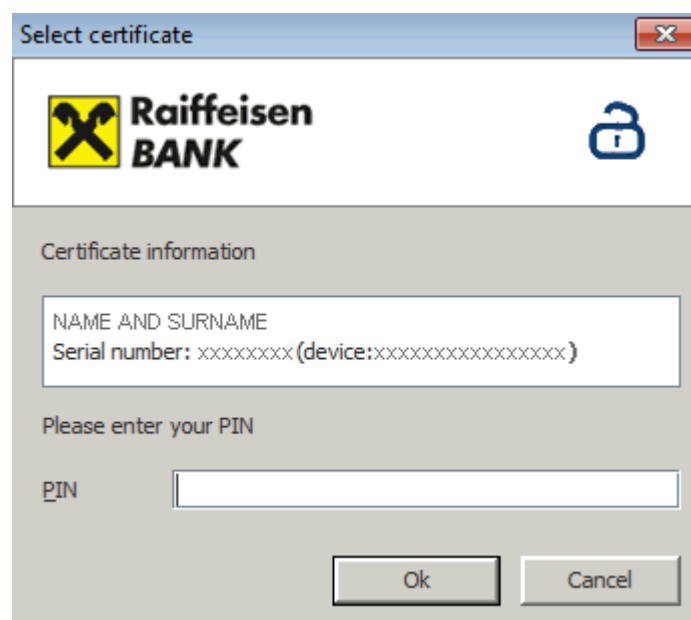 Select certificate
Raiffeisen
BANK
Certificate information
NAME AND SURNAME
Serial number: xxxxxxxx (device:xxxxxxxxxxxxxxxx)
Please enter your PIN
PIN
Ok Cancel